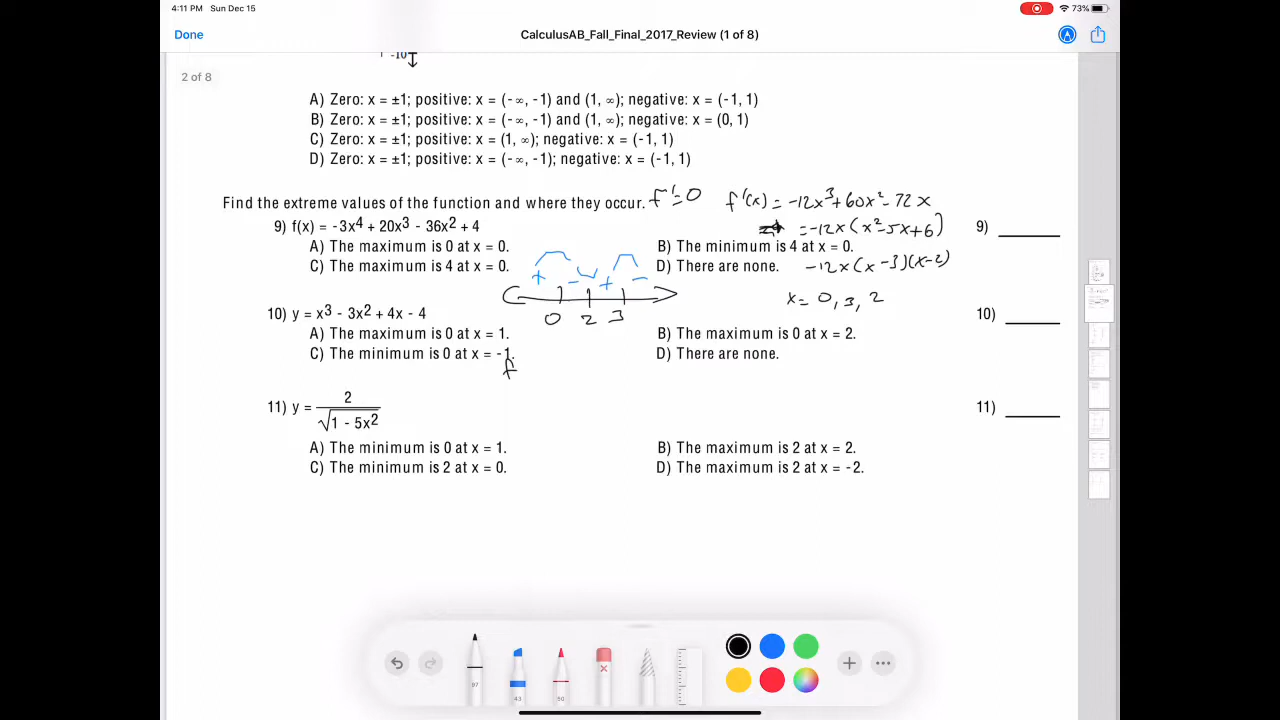 4:11 PM Sun Dec 15 73%
Done CalculusAB_Fall_Final_2017_Review (1 of 8)
-10
2 of 8
A) Zero: x = ±1; positive: x = (-∞, -1) and (1, ∞); negative: x = (-1, 1)
B) Zero: x = ±1; positive: x = (-∞, -1) and (1, ∞); negative: x = (0, 1)
C) Zero: x = ±1; positive: x = (1, ∞); negative: x = (-1, 1)
D) Zero: x = ±1; positive: x = (-∞, -1); negative: x = (-1, 1)
Find the extreme values of the function and where they occur. f'=0 f'(x) = -12x³+60x²-72x
9) f(x) = -3x⁴ + 20x³ - 36x² + 4 = -12x(x²-5x+6) 9)
A) The maximum is 0 at x = 0. B) The minimum is 4 at x = 0.
C) The maximum is 4 at x = 0. D) There are none. -12x(x-3)(x-2)
+ - + -
x = 0, 3, 2
0 2 3
10) y = x³ - 3x² + 4x - 4 10)
A) The maximum is 0 at x = 1. B) The maximum is 0 at x = 2.
C) The minimum is 0 at x = -1. D) There are none.
f
11) y = 2/√(1 - 5x²) 11)
A) The minimum is 0 at x = 1. B) The maximum is 2 at x = 2.
C) The minimum is 2 at x = 0. D) The maximum is 2 at x = -2.
97 43 50